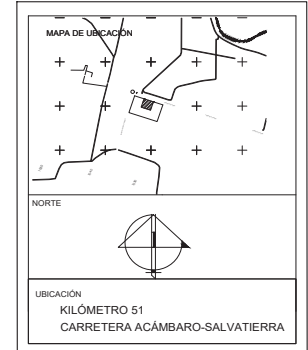 MAPA DE UBICACIÓN
NORTE
UBICACIÓN
KILÓMETRO 51
CARRETERA ACÁMBARO-SALVATIERRA